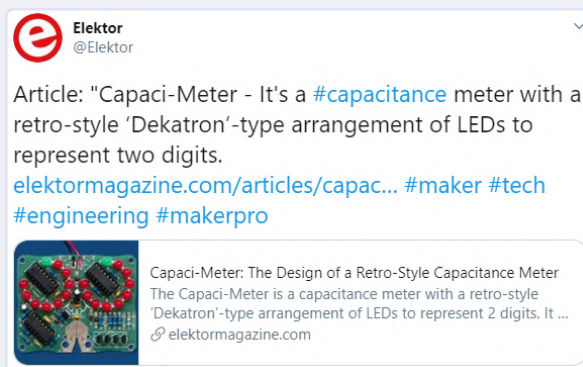 Elektor
@Elektor
Article: "Capaci-Meter - It's a #capacitance meter with a
retro-style ‘Dekatron’-type arrangement of LEDs to
represent two digits.
elektormagazine.com/articles/capac... #maker #tech
#engineering #makerpro
Capaci-Meter: The Design of a Retro-Style Capacitance Meter
The Capaci-Meter is a capacitance meter with a retro-style
‘Dekatron’-type arrangement of LEDs to represent 2 digits. It ...
elektormagazine.com